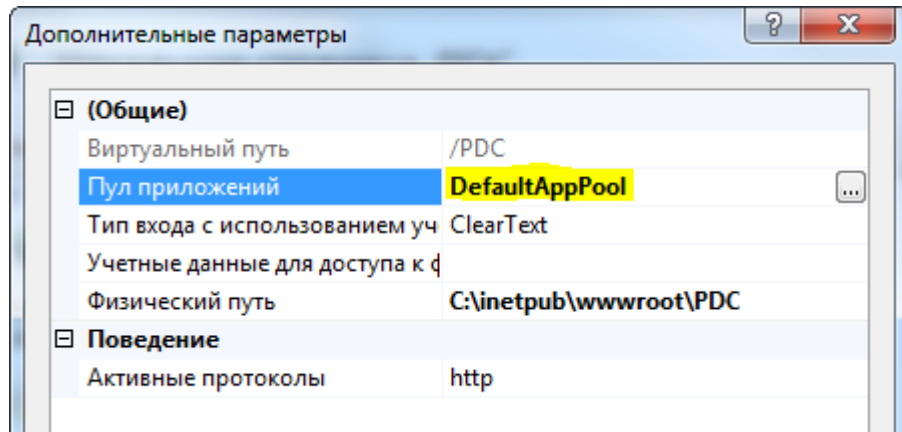 Дополнительные параметры
(Общие)
Виртуальный путь /PDC
Пул приложений DefaultAppPool ...
Тип входа с использованием уч ClearText
Учетные данные для доступа к ф
Физический путь C:\inetpub\wwwroot\PDC
Поведение
Активные протоколы http